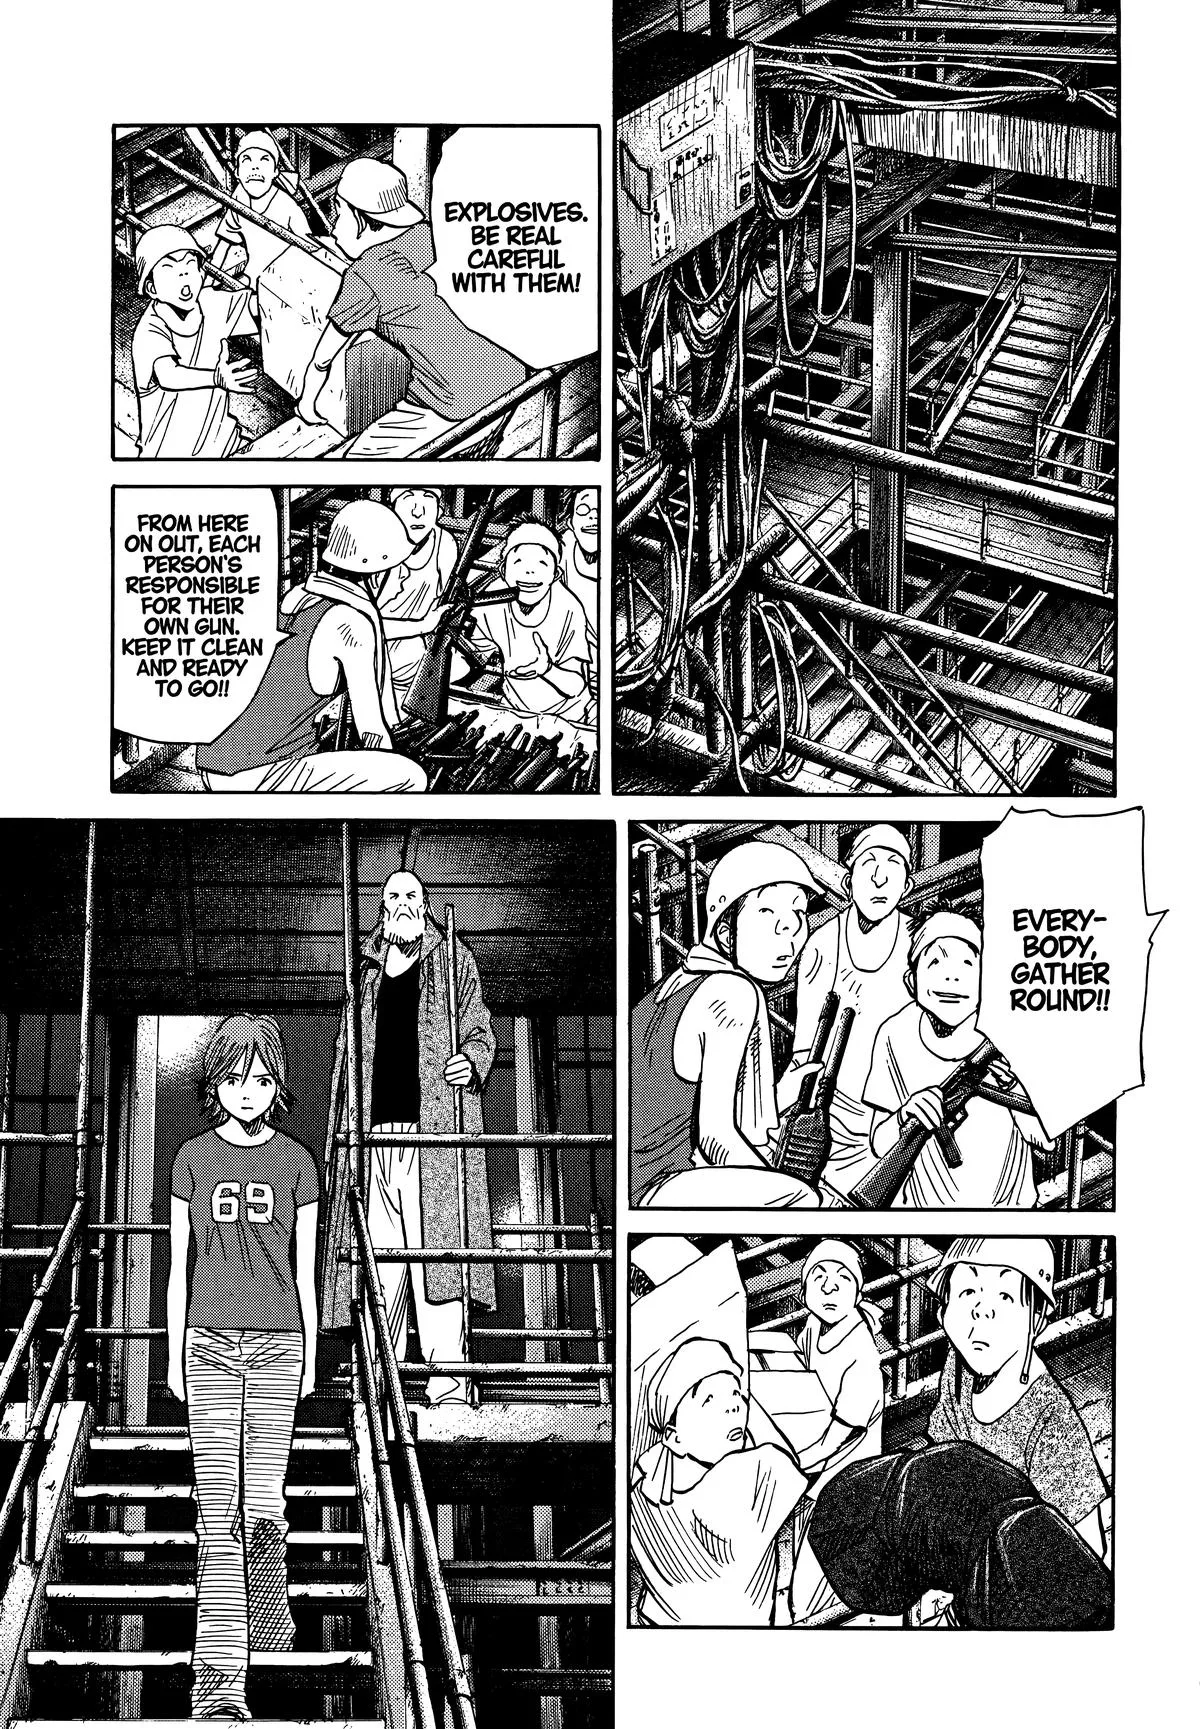 EXPLOSIVES.
BE REAL
CAREFUL
WITH THEM!
FROM HERE
ON OUT, EACH
PERSON'S
RESPONSIBLE
FOR THEIR
OWN GUN.
KEEP IT CLEAN
AND READY
TO GO!!
EVERY-
BODY,
GATHER
ROUND!!
69